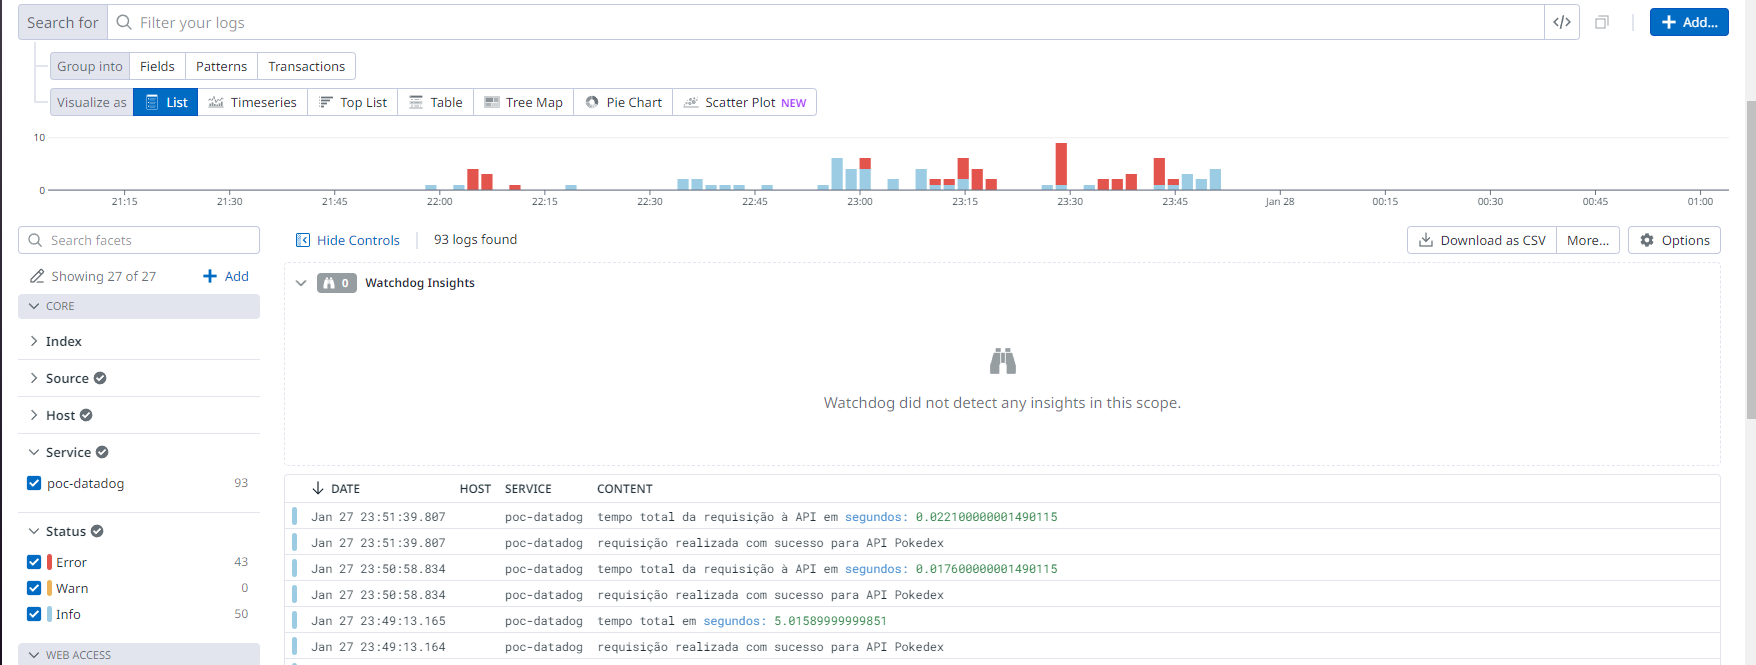 Search for Filter your logs </> Add...
Group into Fields Patterns Transactions
Visualize as List Timeseries Top List Table Tree Map Pie Chart Scatter Plot NEW
10
0
21:15 21:30 21:45 22:00 22:15 22:30 22:45 23:00 23:15 23:30 23:45 Jan 28 00:15 00:30 00:45 01:00
Search facets
Hide Controls 93 logs found Download as CSV More... Options
Showing 27 of 27 Add
0 Watchdog Insights
Watchdog did not detect any insights in this scope.
CORE
Index
Source
Host
Service
poc-datadog 93
Status
Error 43
Warn 0
Info 50
WEB ACCESS
DATE HOST SERVICE CONTENT
Jan 27 23:51:39.807 poc-datadog tempo total da requisição à API em segundos: 0.022100000001490115
Jan 27 23:51:39.807 poc-datadog requisição realizada com sucesso para API Pokedex
Jan 27 23:50:58.834 poc-datadog tempo total da requisição à API em segundos: 0.017600000001490115
Jan 27 23:50:58.834 poc-datadog requisição realizada com sucesso para API Pokedex
Jan 27 23:49:13.165 poc-datadog tempo total em segundos: 5.01589999999851
Jan 27 23:49:13.164 poc-datadog requisição realizada com sucesso para API Pokedex